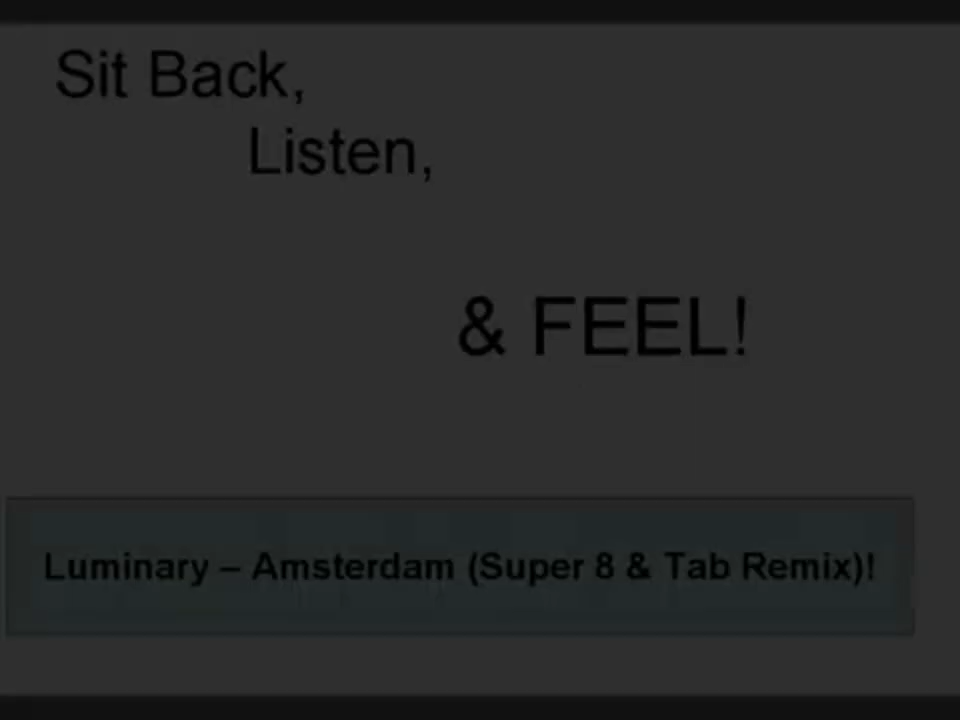 Sit Back,
Listen,
& FEEL!
Luminary – Amsterdam (Super 8 & Tab Remix)!